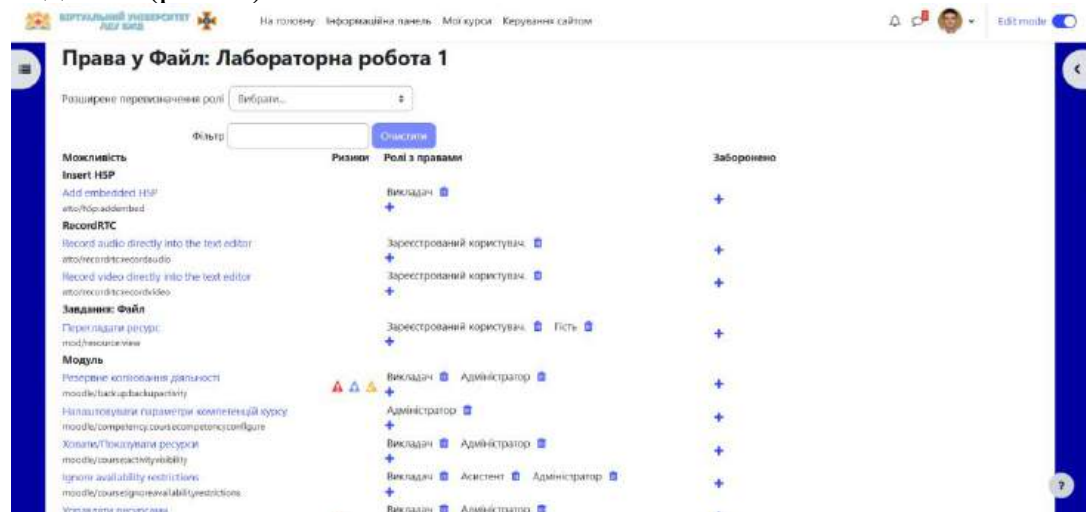 ВІРТУАЛЬНИЙ УНІВЕРСИТЕТ
На головну Інформаційна панель Мої курси Керування сайтом
Edit mode
Права у Файл: Лабораторна робота 1
Розширене перевизначення ролі Вибрати...
Фільтр Очистити
Можливість Ризики Ролі з правами Заборонено
Insert H5P
Add embedded H5P Викладач
atto/h5p:addembed
RecordRTC
Record audio directly into the text editor Зареєстрований користувач.
atto/recordrtc:recordaudio
Record video directly into the text editor Зареєстрований користувач.
atto/recordrtc:recordvideo
Завдання: Файл
Переглядати ресурс Зареєстрований користувач. Гість
mod/resource:view
Модуль
Резервне копіювання діяльності Викладач Адміністратор
moodle/backup:backupactivity
Налаштовувати параметри компетенцій курсу Адміністратор
moodle/competency:coursecompetencyconfigure
Ховати/Показувати ресурси Викладач Адміністратор
moodle/course:activityvisibility
Ignore availability restrictions Викладач Асистент Адміністратор
moodle/course:ignoreavailabilityrestrictions
Управляти ресурсами Викладач Адміністратор